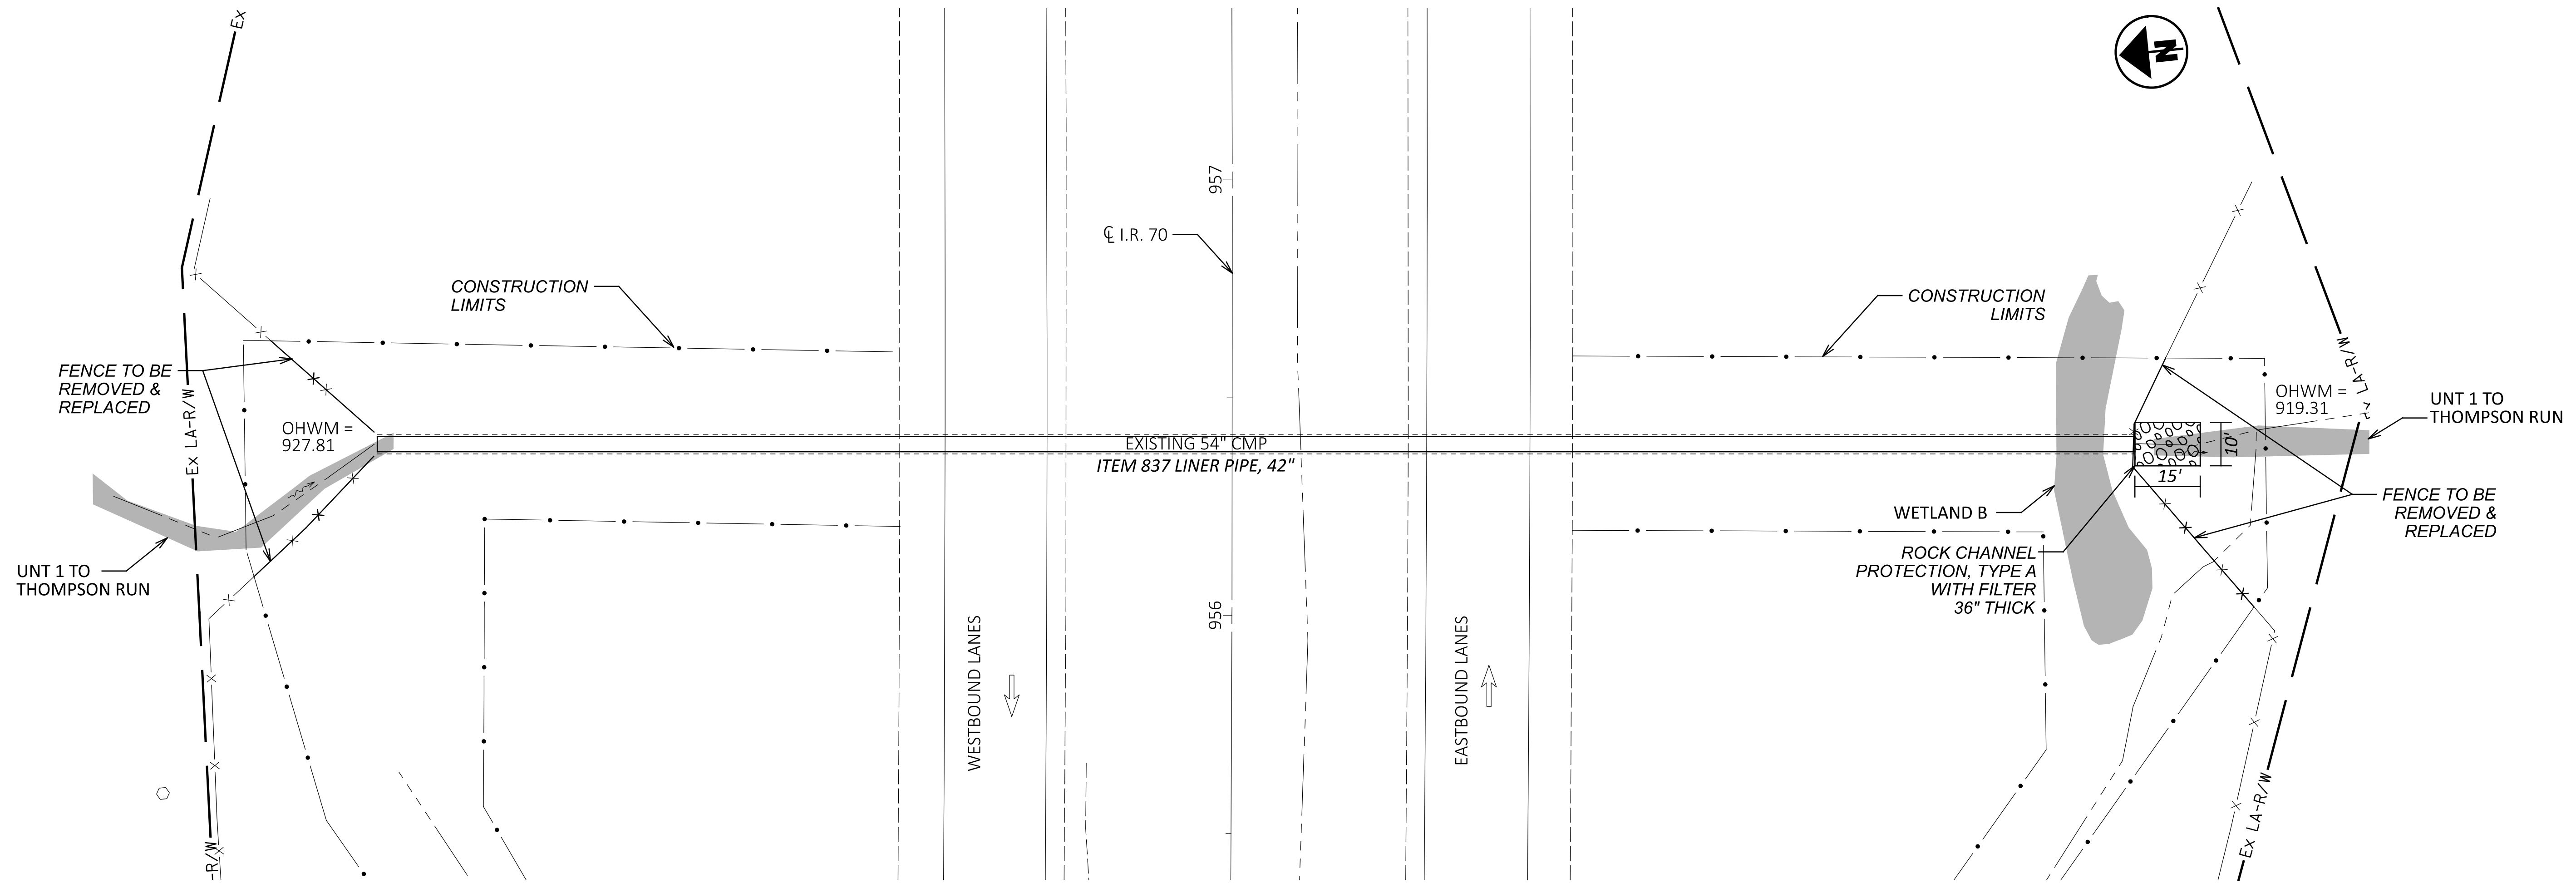 Ex
N
957
℄ I.R. 70
CONSTRUCTION
LIMITS
CONSTRUCTION
LIMITS
FENCE TO BE
REMOVED &
REPLACED
Ex LA-R/W
OHWM =
927.81
EXISTING 54" CMP
ITEM 837 LINER PIPE, 42"
LA-R/W
OHWM =
919.31
UNT 1 TO
THOMPSON RUN
10'
15'
WETLAND B
FENCE TO BE
REMOVED &
REPLACED
ROCK CHANNEL
PROTECTION, TYPE A
WITH FILTER
36" THICK
UNT 1 TO
THOMPSON RUN
956
WESTBOUND LANES
EASTBOUND LANES
-R/W
Ex LA-R/W